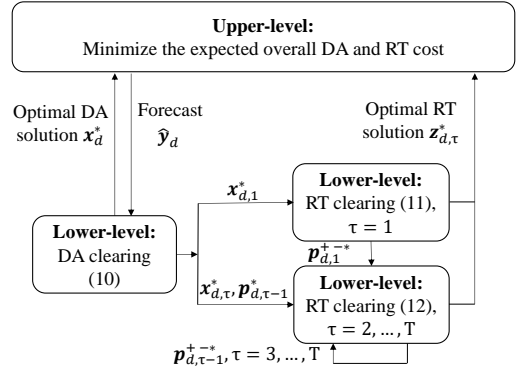 Upper-level:
Minimize the expected overall DA and RT cost
Optimal DA
solution x*_d
Forecast
ŷ_d
Optimal RT
solution z*_{d,τ}
Lower-level:
DA clearing
(10)
x*_{d,1}
Lower-level:
RT clearing (11),
τ = 1
p^{+−*}_{d,1}
x*_{d,τ}, p*_{d,τ−1}
Lower-level:
RT clearing (12),
τ = 2, … , T
p^{+−*}_{d,τ−1}, τ = 3, … , T